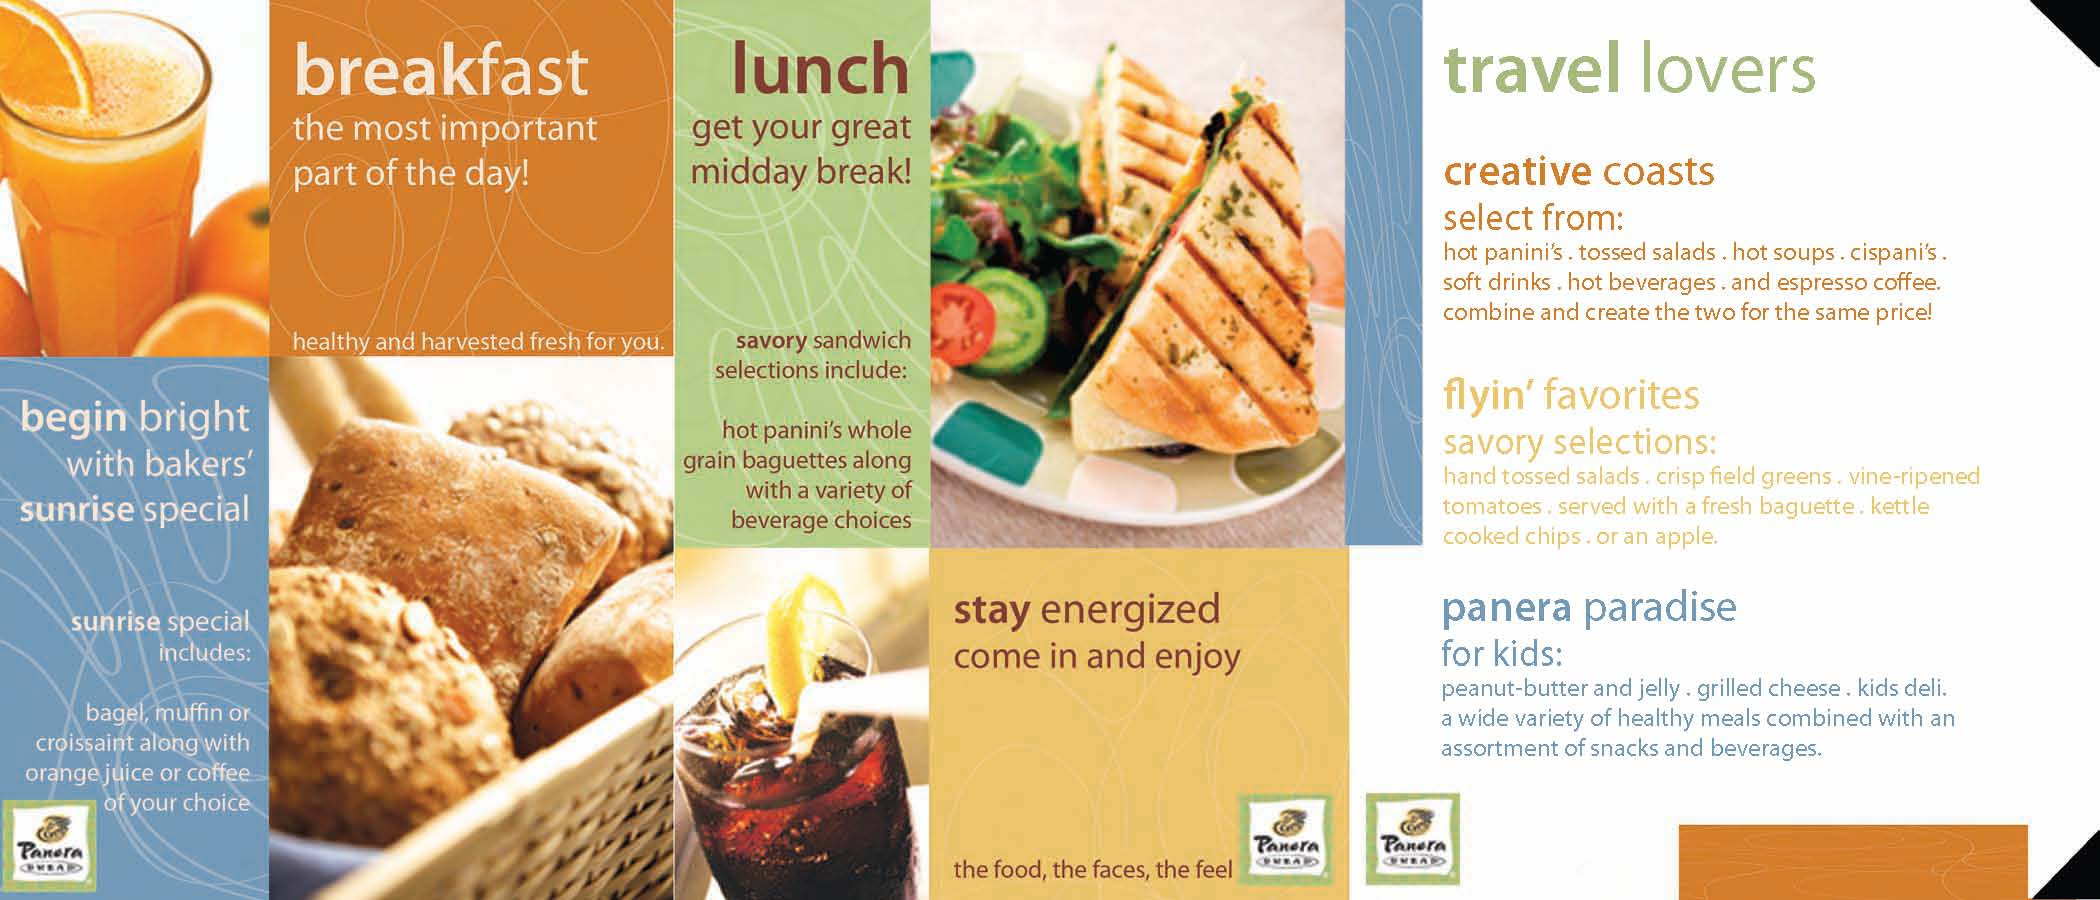 breakfast
the most important
part of the day!
healthy and harvested fresh for you.
begin bright
with bakers'
sunrise special
sunrise special
includes:
bagel, muffin or
croissaint along with
orange juice or coffee
of your choice
Panera
BREAD
lunch
get your great
midday break!
savory sandwich
selections include:
hot panini's whole
grain baguettes along
with a variety of
beverage choices
stay energized
come in and enjoy
the food, the faces, the feel
Panera
BREAD
travel lovers
creative coasts
select from:
hot panini's . tossed salads . hot soups . cispani's .
soft drinks . hot beverages . and espresso coffee.
combine and create the two for the same price!
flyin' favorites
savory selections:
hand tossed salads . crisp field greens . vine-ripened
tomatoes . served with a fresh baguette . kettle
cooked chips . or an apple.
panera paradise
for kids:
peanut-butter and jelly . grilled cheese . kids deli.
a wide variety of healthy meals combined with an
assortment of snacks and beverages.
Panera
BREAD